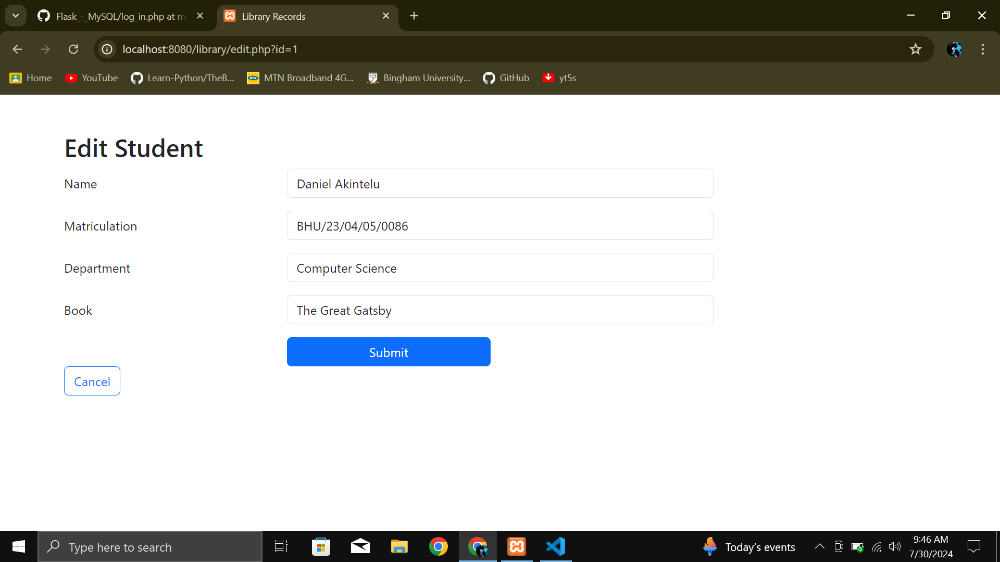 Flask_-_MySQL/log_in.php at ma
Library Records
localhost:8080/library/edit.php?id=1
Home
YouTube
Learn-Python/TheB...
MTN Broadband 4G...
Bingham University...
GitHub
yt5s
Edit Student
Name
Daniel Akintelu
Matriculation
BHU/23/04/05/0086
Department
Computer Science
Book
The Great Gatsby
Submit
Cancel
Type here to search
Today's events
9:46 AM
7/30/2024